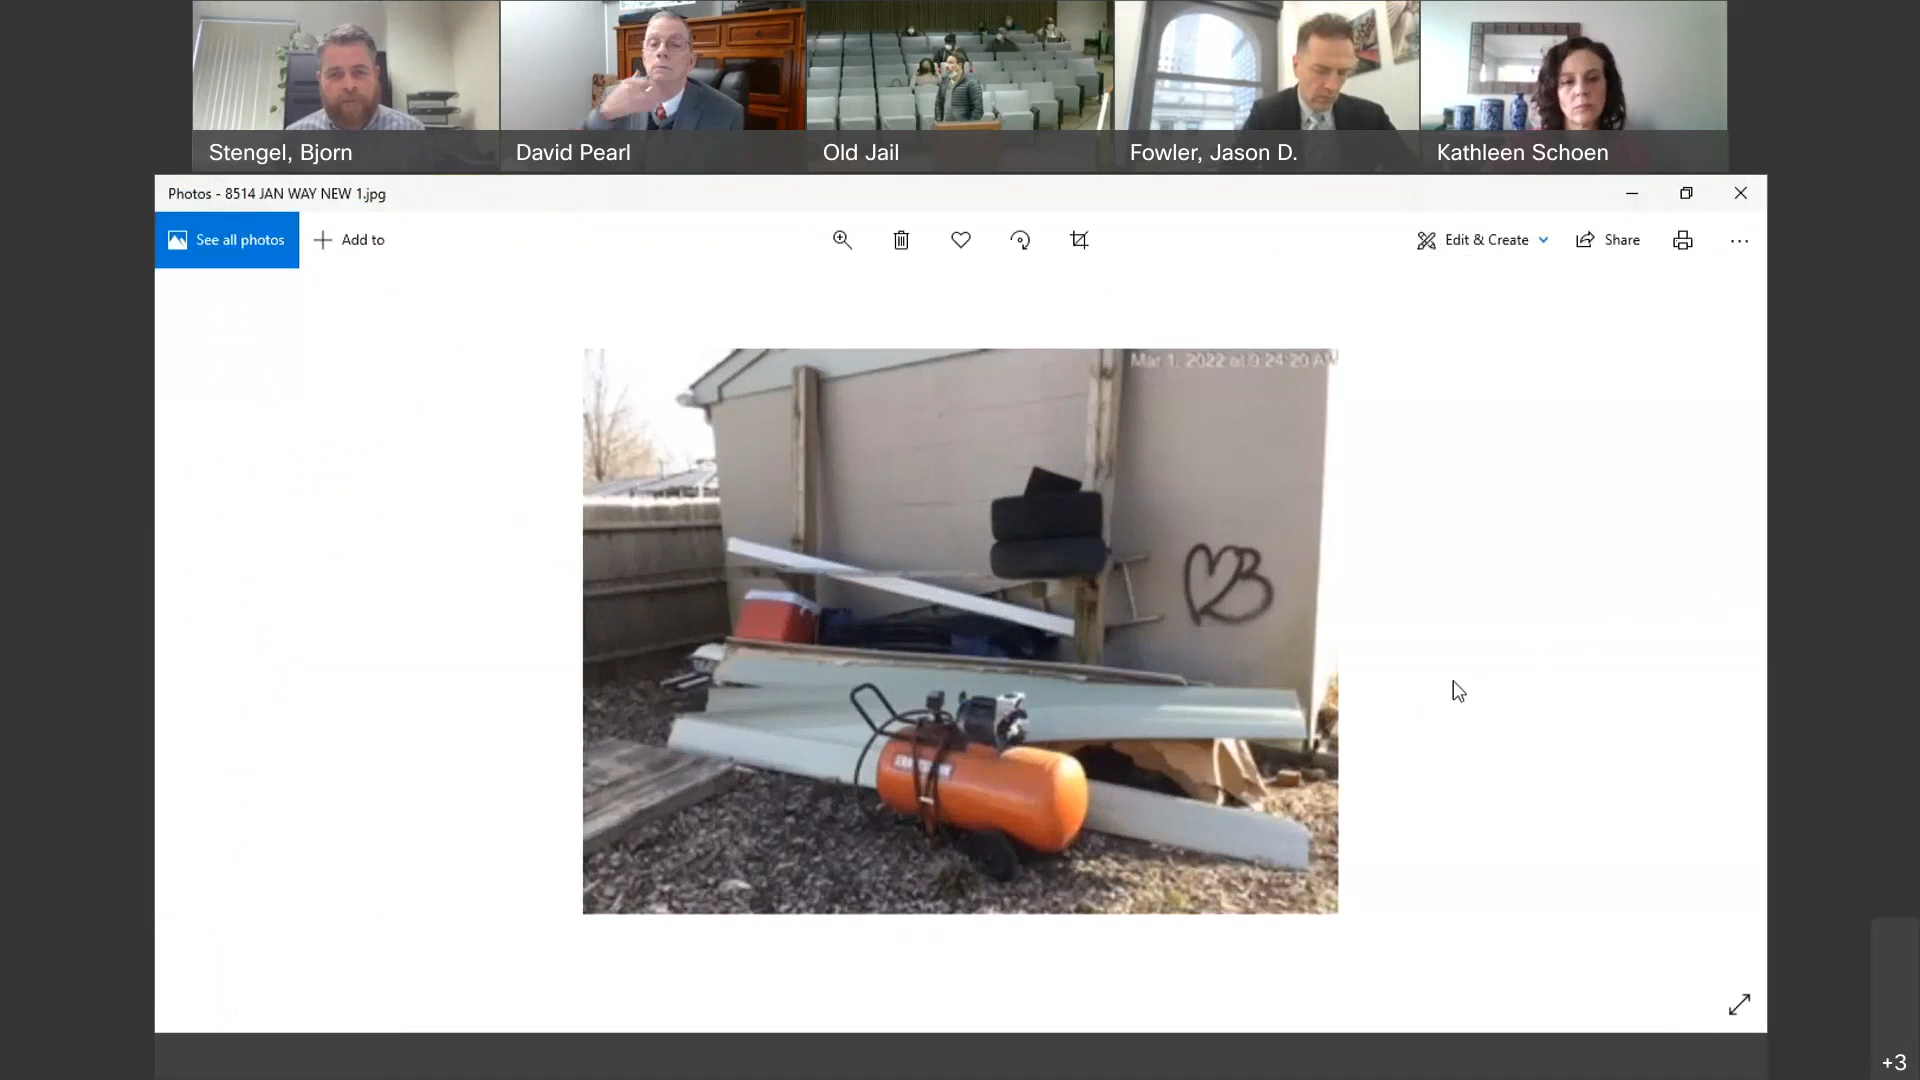 Stengel, Bjorn
David Pearl
Old Jail
Fowler, Jason D.
Kathleen Schoen
Photos - 8514 JAN WAY NEW 1.jpg
See all photos
Add to
Edit & Create
Share
Mar 1, 2022 at 9:24:20 AM
B
+3